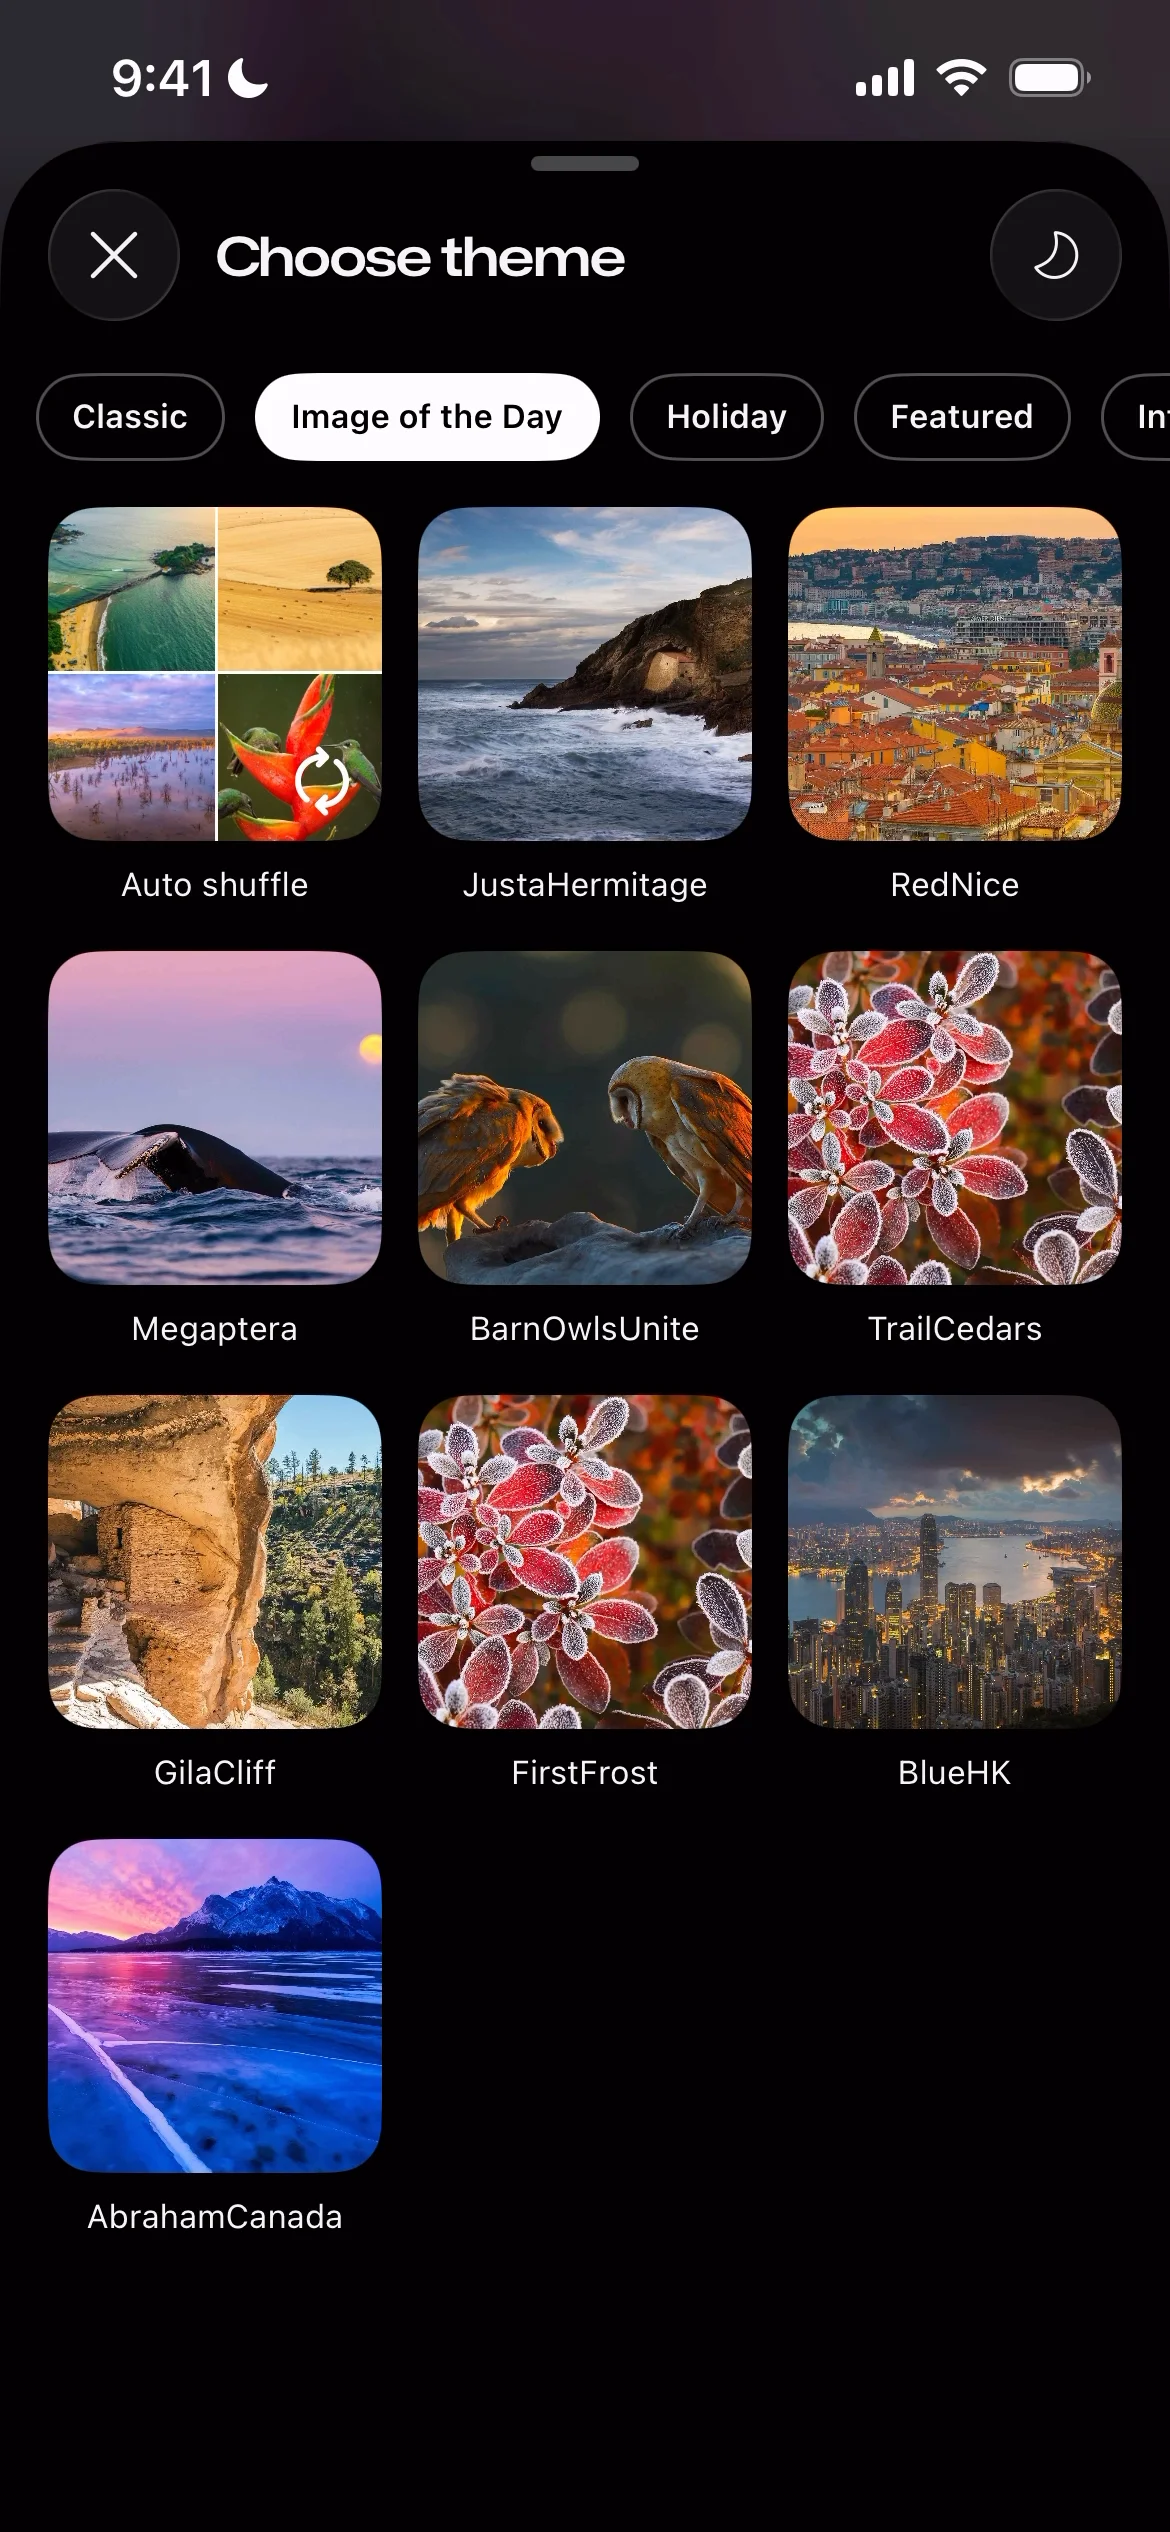 9:41
Choose theme
Classic
Image of the Day
Holiday
Featured
Auto shuffle
JustaHermitage
RedNice
Megaptera
BarnOwlsUnite
TrailCedars
GilaCliff
FirstFrost
BlueHK
AbrahamCanada